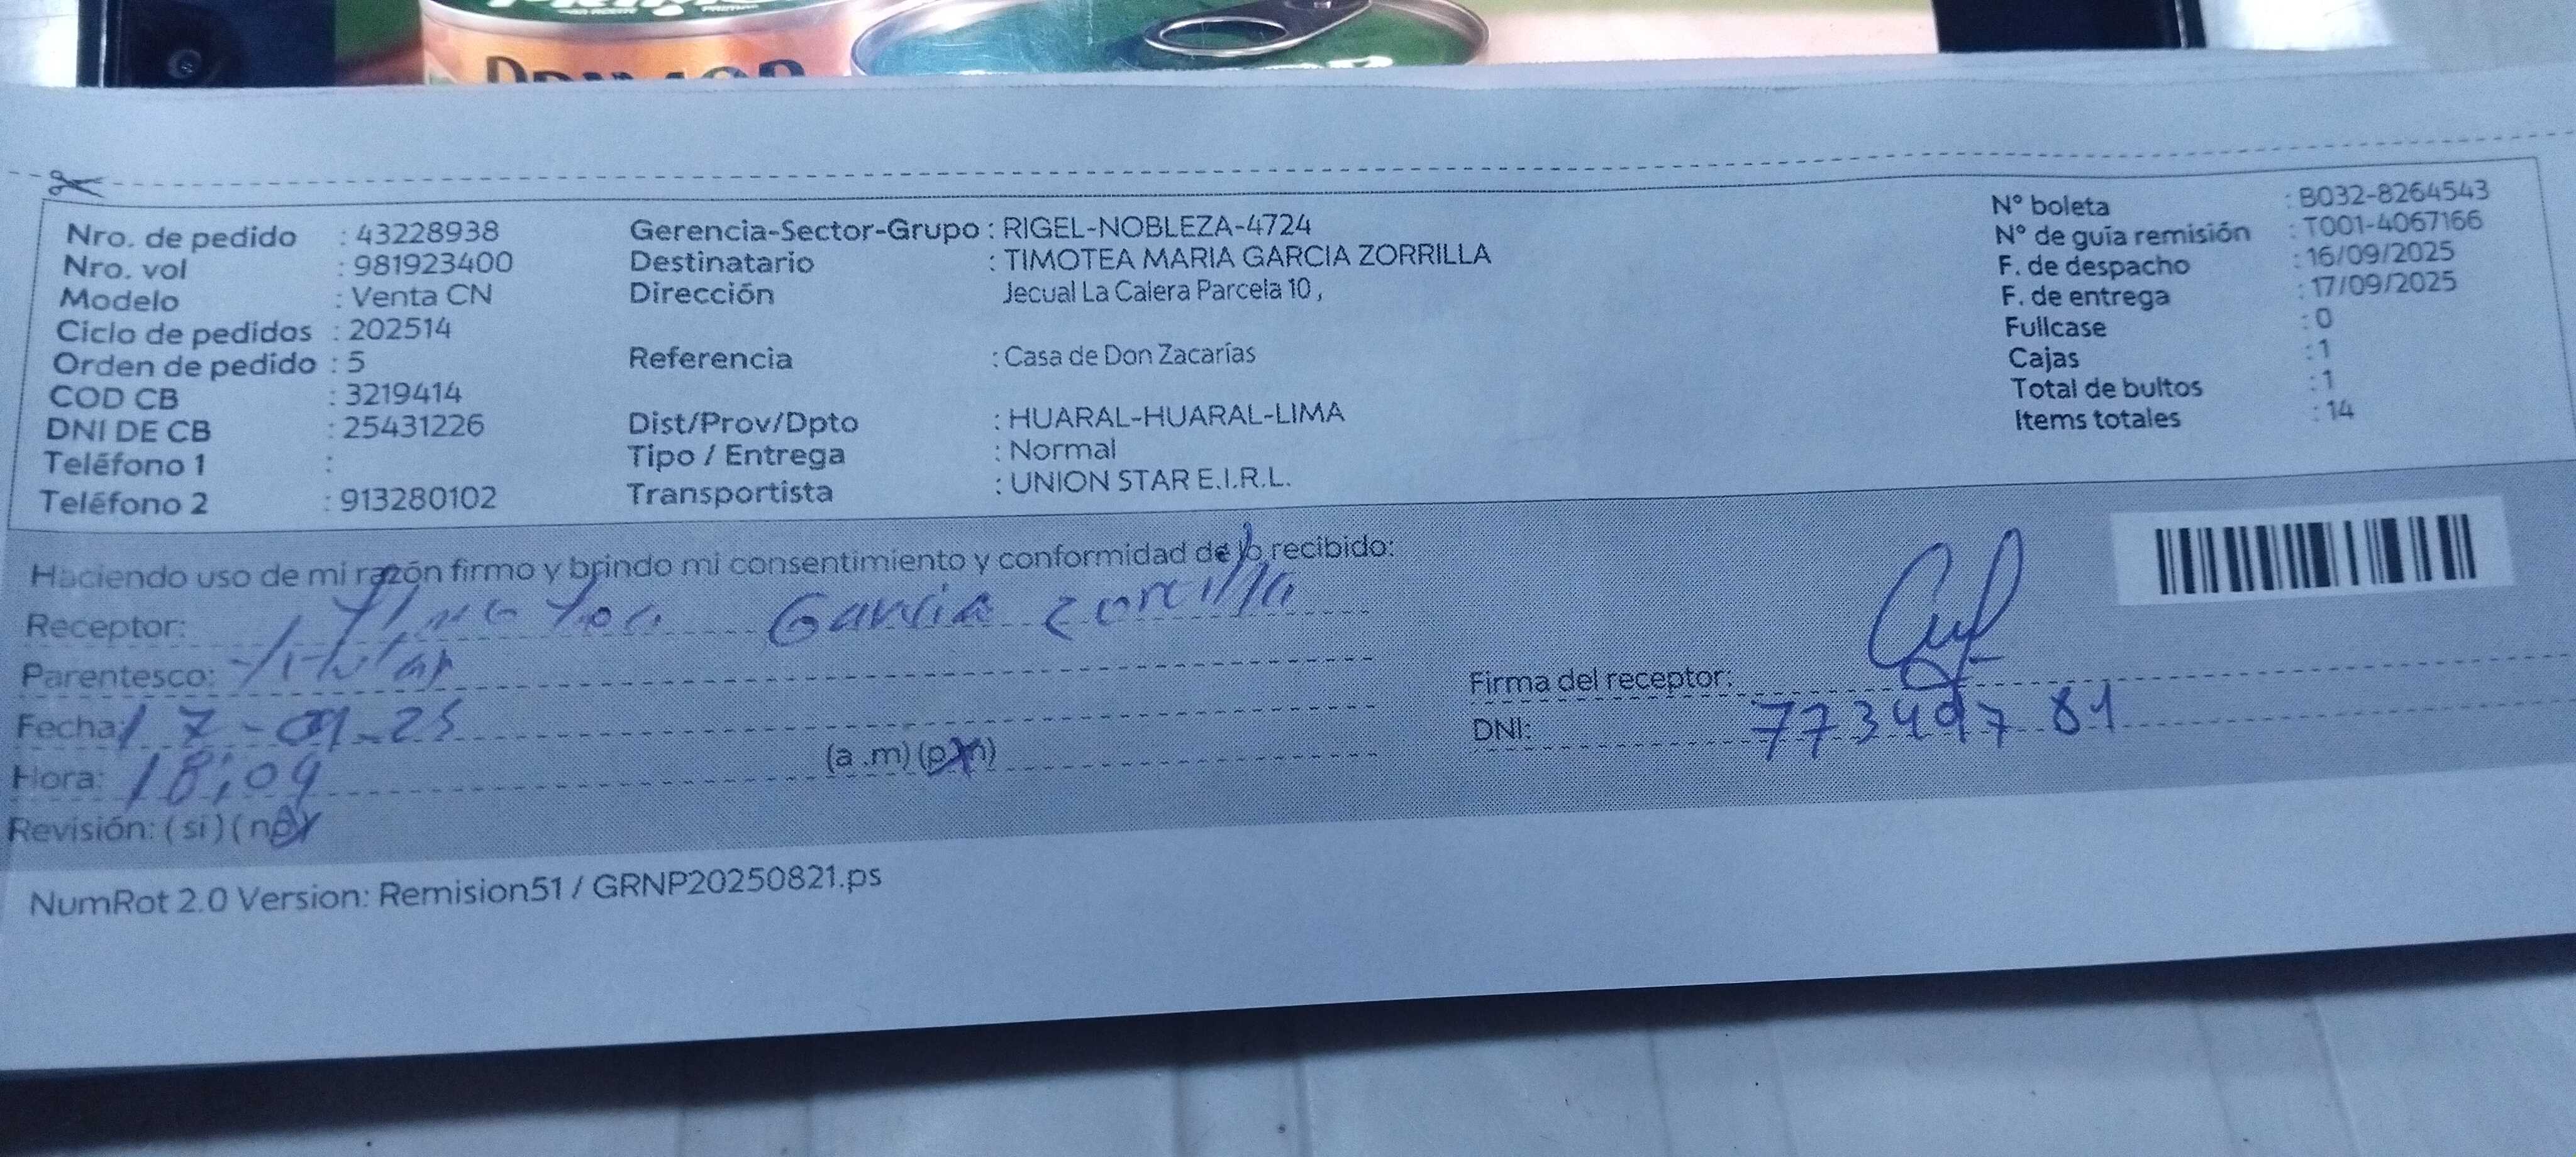 PRIMOR
Nro. de pedido : 43228938
Nro. vol : 981923400
Modelo : Venta CN
Ciclo de pedidos : 202514
Orden de pedido : 5
COD CB : 3219414
DNI DE CB : 25431226
Teléfono 1 :
Teléfono 2 : 913280102
Gerencia-Sector-Grupo : RIGEL-NOBLEZA-4724
Destinatario : TIMOTEA MARIA GARCIA ZORRILLA
Dirección Jecual La Calera Parcela 10 ,
Referencia : Casa de Don Zacarías
Dist/Prov/Dpto : HUARAL-HUARAL-LIMA
Tipo / Entrega : Normal
Transportista : UNION STAR E.I.R.L.
N° boleta : B032-8264543
N° de guía remisión : T001-4067166
F. de despacho : 16/09/2025
F. de entrega : 17/09/2025
Fullcase : 0
Cajas : 1
Total de bultos : 1
Items totales : 14
Haciendo uso de mi razón firmo y brindo mi consentimiento y conformidad de lo recibido:
Receptor: Garcia Zorrilla
Parentesco: Titular
Fecha: 17-09-25
Hora: 18:09 (a .m) (p.m)
Revisión: ( si ) ( no )
Firma del receptor:
DNI: 77349781
NumRot 2.0 Version: Remision51 / GRNP20250821.ps